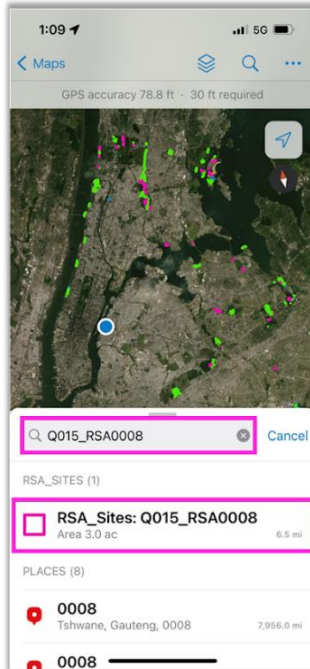 1:09 5G
Maps
GPS accuracy 78.8 ft · 30 ft required
Q015_RSA0008 Cancel
RSA_SITES (1)
RSA_Sites: Q015_RSA0008
Area 3.0 ac 6.5 mi
PLACES (8)
0008
Tshwane, Gauteng, 0008 7,956.0 mi
0008